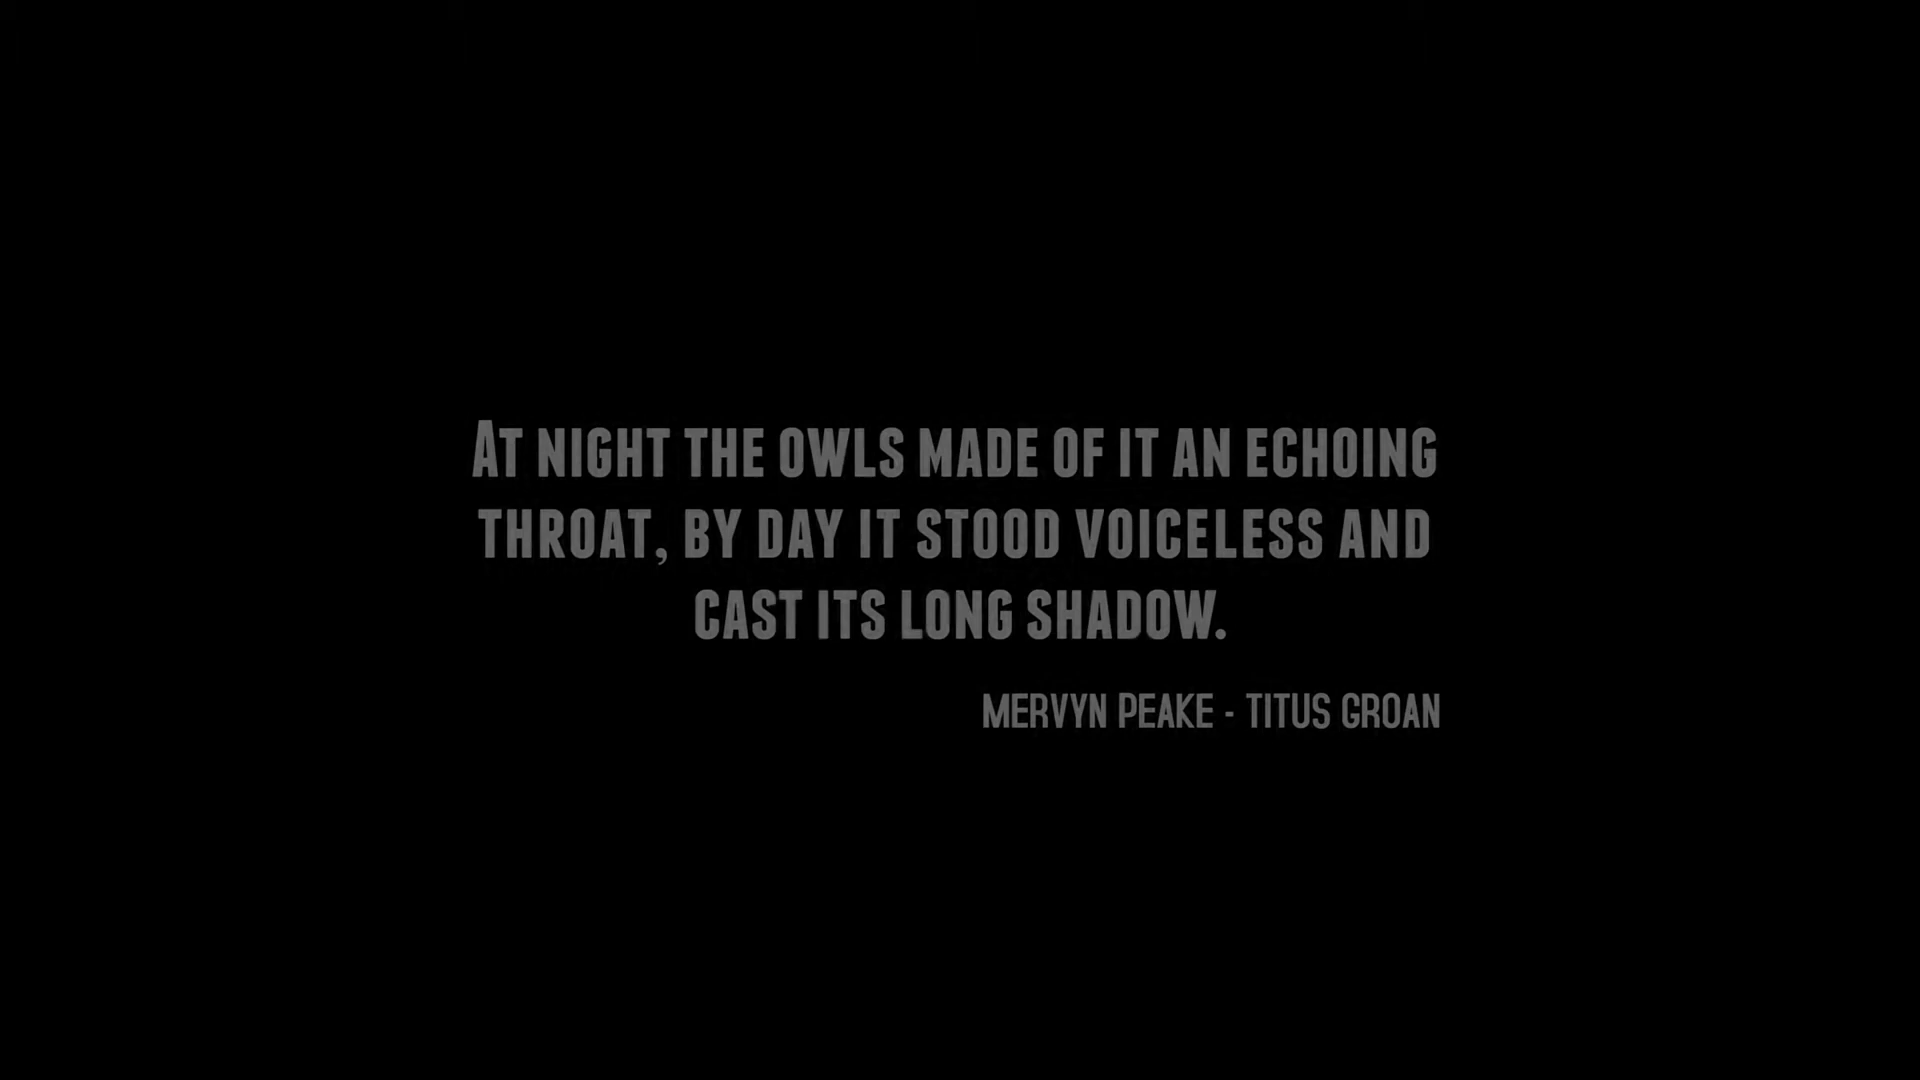 At night the owls made of it an echoing
throat, by day it stood voiceless and
cast its long shadow.
Mervyn Peake - Titus Groan